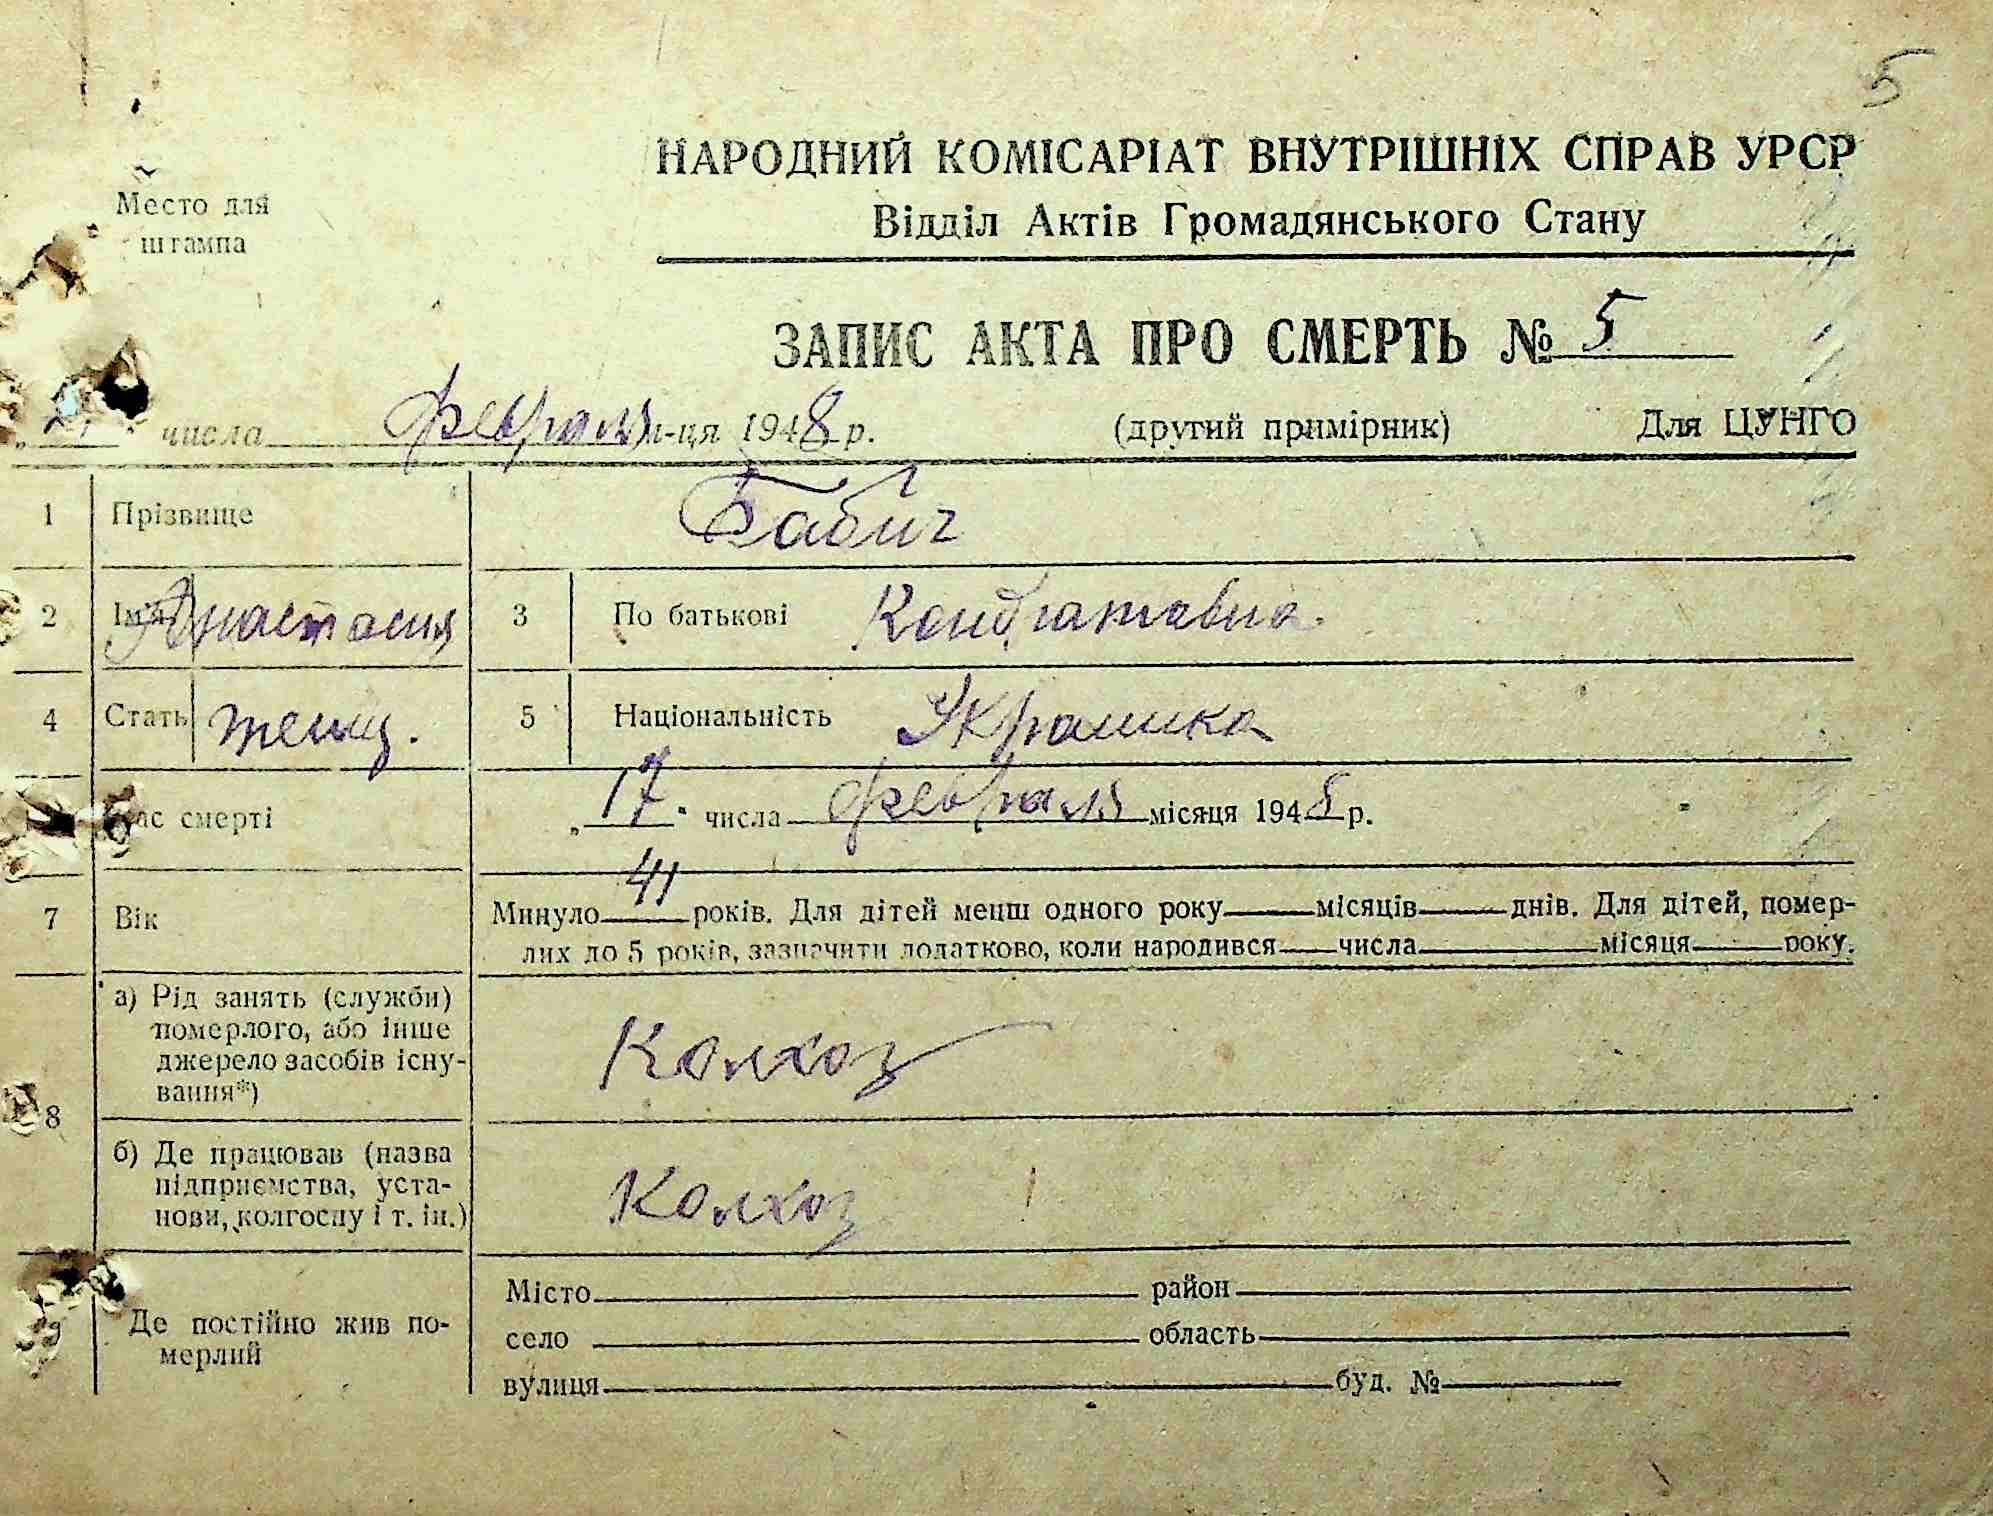 5
НАРОДНИЙ КОМІСАРІАТ ВНУТРІШНІХ СПРАВ УРСР
Відділ Актів Громадянського Стану
Место для
штампа
ЗАПИС АКТА ПРО СМЕРТЬ № 5
числа февраля м-ця 1948 р. (другий примірник) Для ЦУНГО
1 Прізвище Бабич
2 Ім'я Анастасия 3 По батькові Кондратовна
4 Стать женщ. 5 Національність Украинка
6 Час смерті „17" числа февраля місяця 1948 р.
7 Вік Минуло 41 років. Для дітей менш одного року місяців днів. Для дітей, помер-
лих до 5 років, зазначити додатково, коли народився числа місяця року.
8 а) Рід занять (служби)
померлого, або інше
джерело засобів існу-
вання*) Колхоз
б) Де працював (назва
підприємства, уста-
нови, колгоспу і т. ін.) Колхоз
9 Де постійно жив по-
мерлий
Місто район
село область
вулиця буд. №